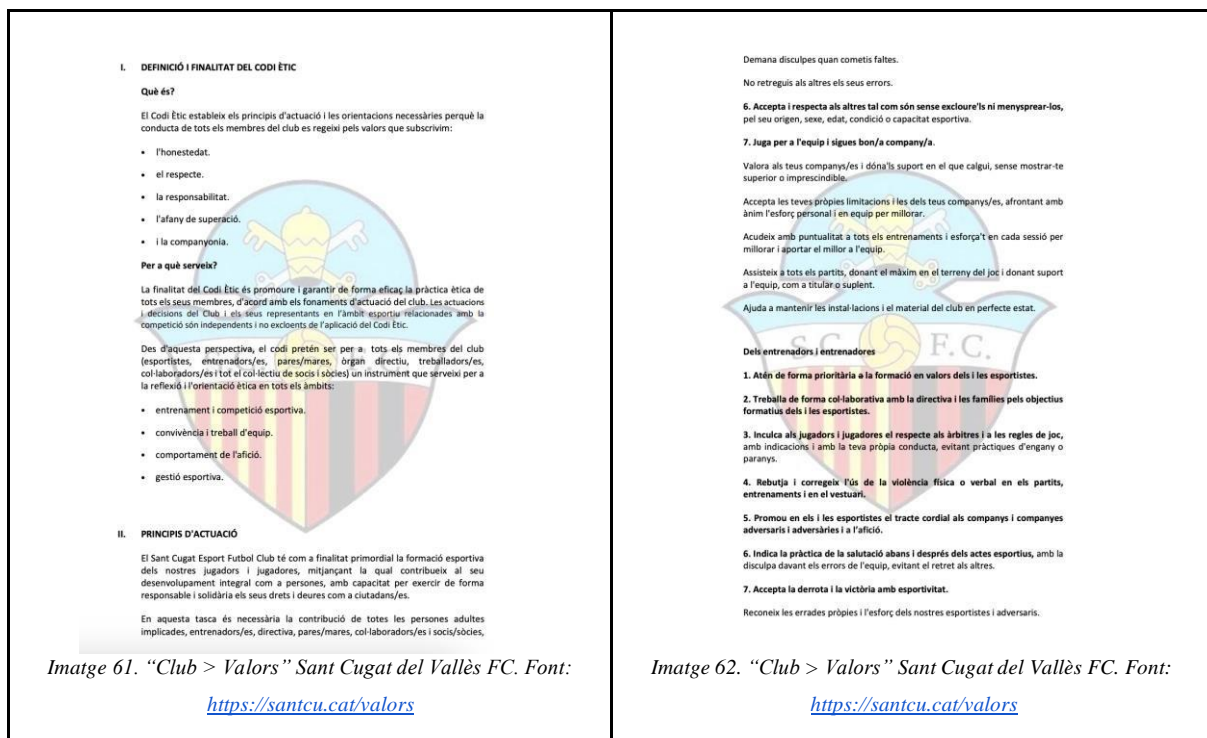 I. DEFINICIÓ I FINALITAT DEL CODI ÈTIC
Què és?
El Codi Ètic estableix els principis d'actuació i les orientacions necessàries perquè la
conducta de tots els membres del club es regeixi pels valors que subscrivim:
• l'honestedat.
• el respecte.
• la responsabilitat.
• l'afany de superació.
• i la companyonia.
Per a què serveix?
La finalitat del Codi Ètic és promoure i garantir de forma eficaç la pràctica ètica de
tots els seus membres, d'acord amb els fonaments d'actuació del club. Les actuacions
i decisions del Club i els seus representants en l'àmbit esportiu relacionades amb la
competició són independents i no excloents de l'aplicació del Codi Ètic.
Des d'aquesta perspectiva, el codi pretén ser per a tots els membres del club
(esportistes, entrenadors/es, pares/mares, òrgan directiu, treballadors/es,
col·laboradors/es i tot el col·lectiu de socis i sòcies) un instrument que serveixi per a
la reflexió i l'orientació ètica en tots els àmbits:
• entrenament i competició esportiva.
• convivència i treball d'equip.
• comportament de l'afició.
• gestió esportiva.
II. PRINCIPIS D'ACTUACIÓ
El Sant Cugat Esport Futbol Club té com a finalitat primordial la formació esportiva
dels nostres jugadors i jugadores, mitjançant la qual contribueix al seu
desenvolupament integral com a persones, amb capacitat per exercir de forma
responsable i solidària els seus drets i deures com a ciutadans/es.
En aquesta tasca és necessària la contribució de totes les persones adultes
implicades, entrenadors/es, directiva, pares/mares, col·laboradors/es i socis/sòcies,
Imatge 61. “Club > Valors” Sant Cugat del Vallès FC. Font:
https://santcu.cat/valors
Demana disculpes quan cometis faltes.
No retreguis als altres els seus errors.
6. Accepta i respecta als altres tal com són sense excloure'ls ni menysprear-los,
pel seu origen, sexe, edat, condició o capacitat esportiva.
7. Juga per a l'equip i sigues bon/a company/a.
Valora als teus companys/es i dóna'ls suport en el que calgui, sense mostrar-te
superior o imprescindible.
Accepta les teves pròpies limitacions i les dels teus companys/es, afrontant amb
ànim l'esforç personal i en equip per millorar.
Acudeix amb puntualitat a tots els entrenaments i esforça't en cada sessió per
millorar i aportar el millor a l'equip.
Assisteix a tots els partits, donant el màxim en el terreny del joc i donant suport
a l'equip, com a titular o suplent.
Ajuda a mantenir les instal·lacions i el material del club en perfecte estat.
S.C. F.C.
Dels entrenadors i entrenadores
1. Atén de forma prioritària a la formació en valors dels i les esportistes.
2. Treballa de forma col·laborativa amb la directiva i les famílies pels objectius
formatius dels i les esportistes.
3. Inculca als jugadors i jugadores el respecte als àrbitres i a les regles de joc,
amb indicacions i amb la teva pròpia conducta, evitant pràctiques d'engany o
paranys.
4. Rebutja i corregeix l'ús de la violència física o verbal en els partits,
entrenaments i en el vestuari.
5. Promou en els i les esportistes el tracte cordial als companys i companyes
adversaris i adversàries i a l'afició.
6. Indica la pràctica de la salutació abans i després dels actes esportius, amb la
disculpa davant els errors de l'equip, evitant el retret als altres.
7. Accepta la derrota i la victòria amb esportivitat.
Reconeix les errades pròpies i l'esforç dels nostres esportistes i adversaris.
Imatge 62. “Club > Valors” Sant Cugat del Vallès FC. Font:
https://santcu.cat/valors